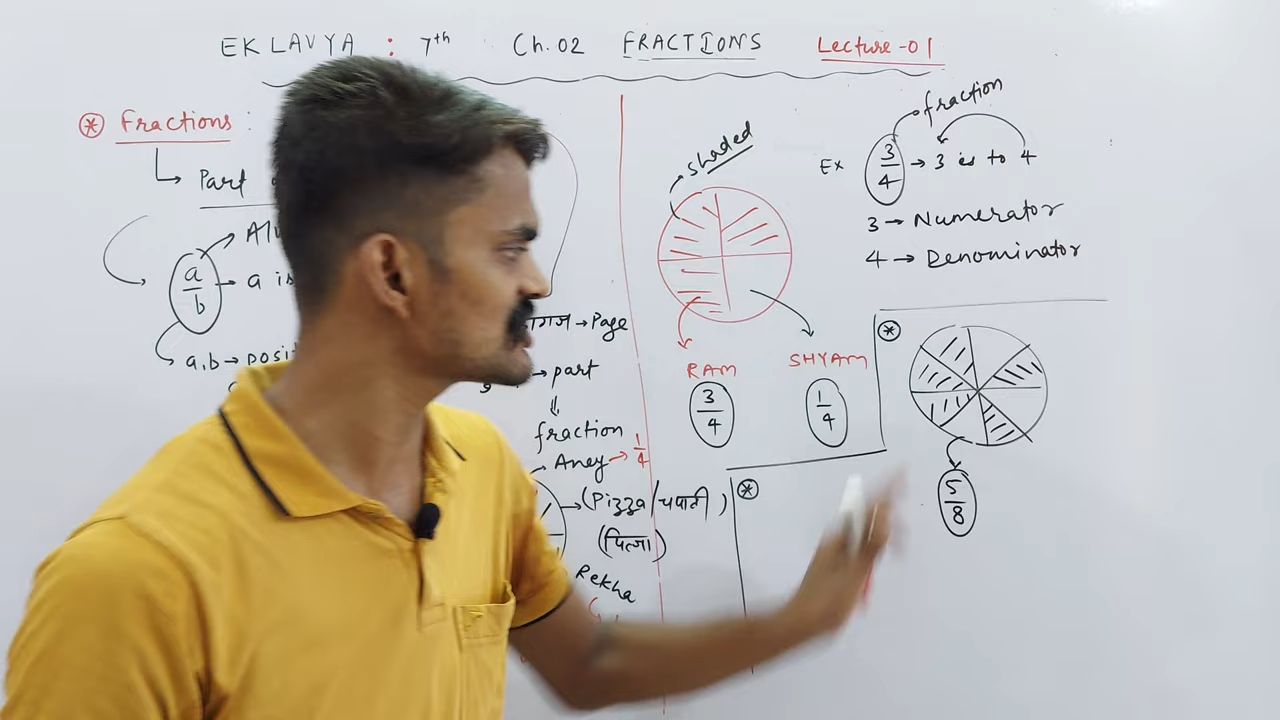 EKLAVYA : 7th Ch. 02 FRACTIONS Lecture - 01
* Fractions :
Part
a/b → a is
a, b →
→ Page
→ part
fraction
Aney → 1/4
(Pizza / चपाती)
(पिज्जा)
Rekha
shaded
RAM
3/4
SHYAM
1/4
fraction
Ex 3/4 → 3 is to 4
3 → Numerator
4 → Denominator
*
5/8
*